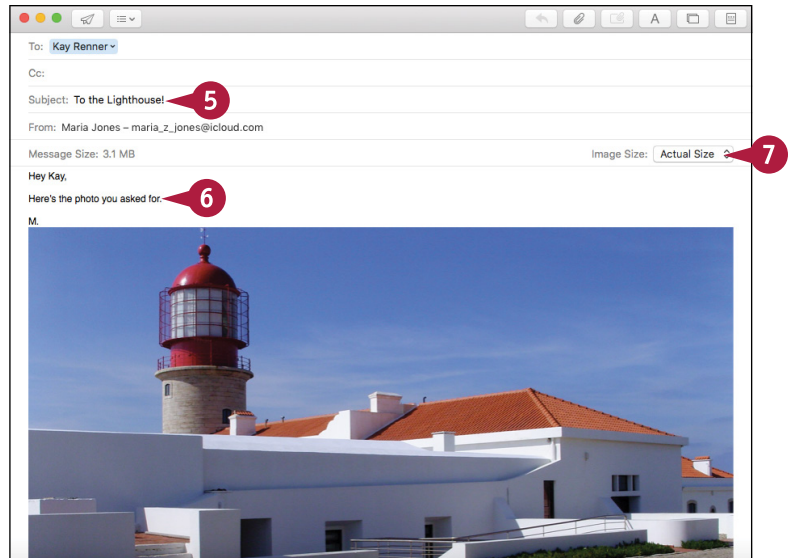 To: Kay Renner
Cc:
Subject: To the Lighthouse! 5
From: Maria Jones – maria_z_jones@icloud.com
Message Size: 3.1 MB Image Size: Actual Size 7
Hey Kay,
Here's the photo you asked for. 6
M.